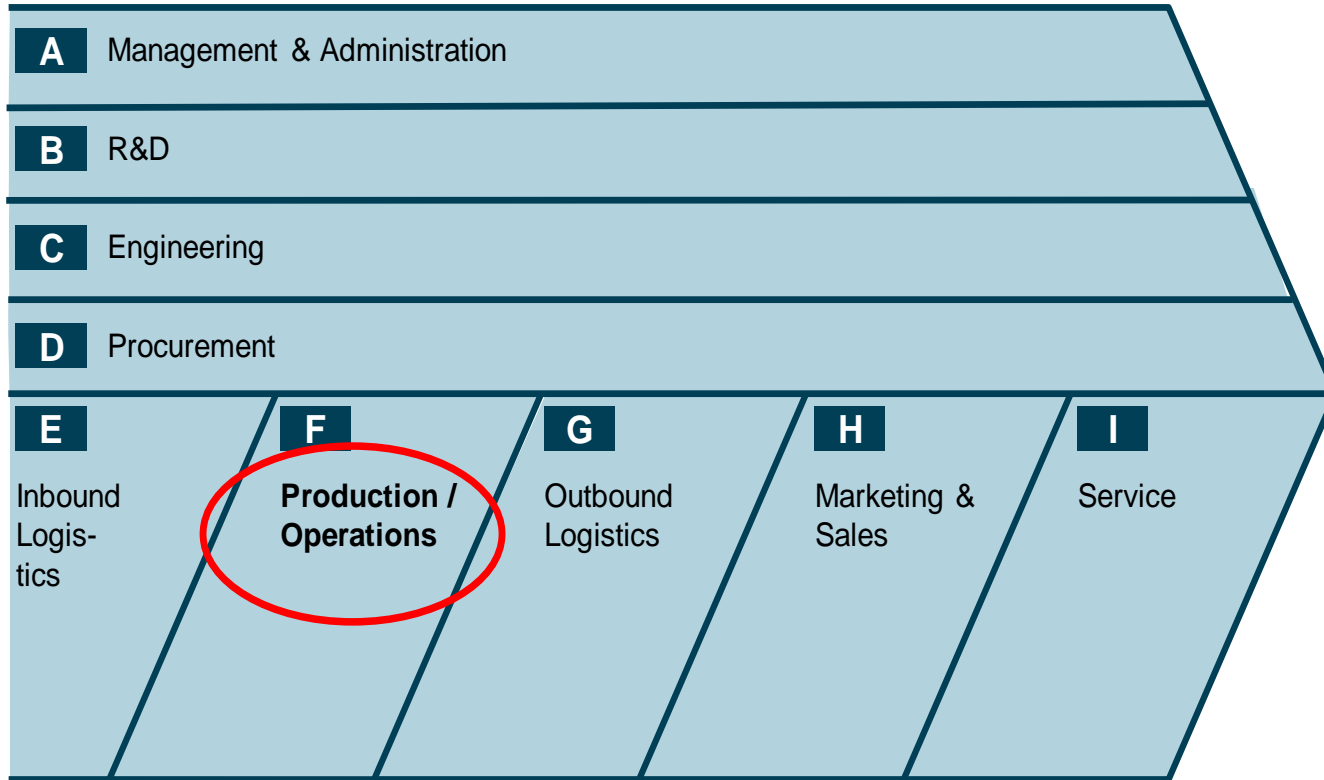 A Management & Administration
B R&D
C Engineering
D Procurement
E
Inbound
Logis-
tics
F
Production /
Operations
G
Outbound
Logistics
H
Marketing &
Sales
I
Service